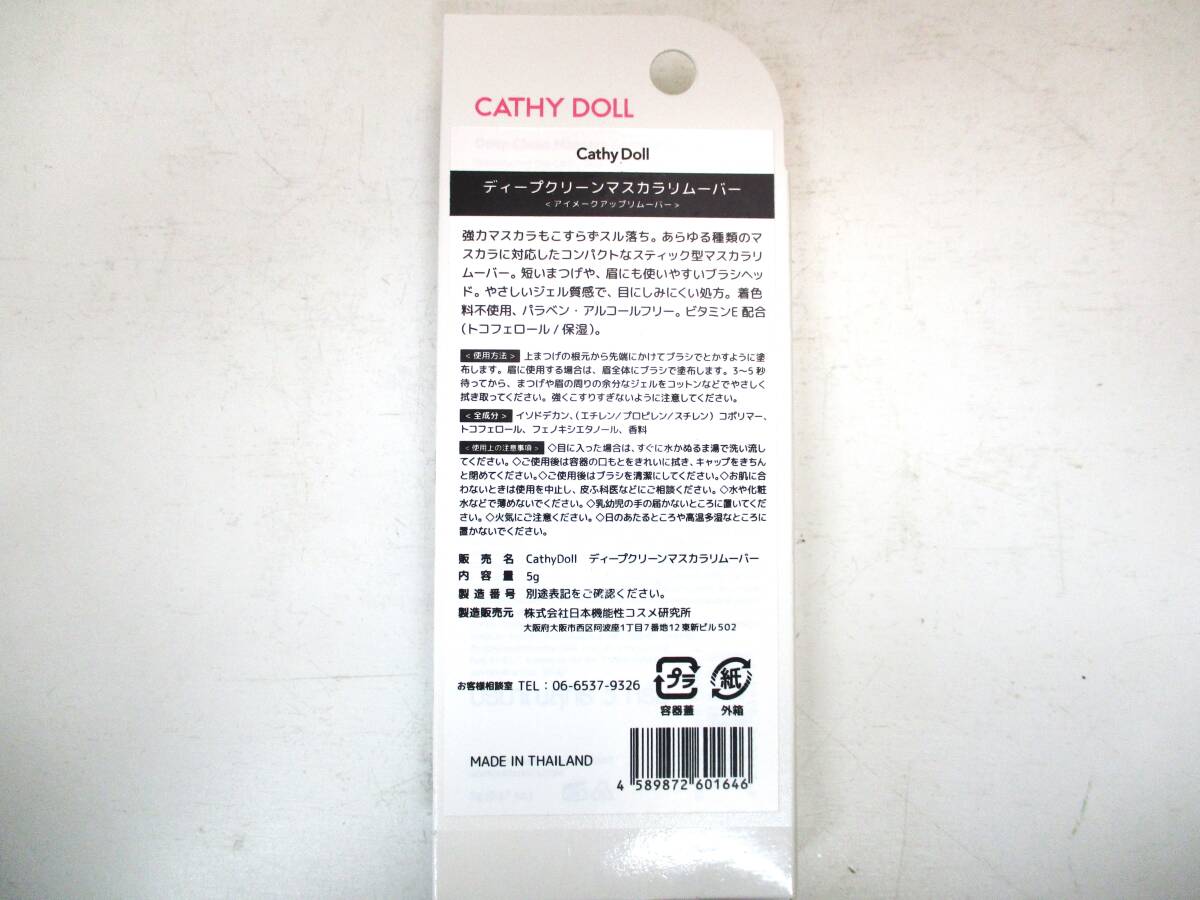 CATHY DOLL
Cathy Doll
ディープクリーンマスカラリムーバー
<アイメークアップリムーバー>
強力マスカラもこすらずスル落ち。あらゆる種類のマ
スカラに対応したコンパクトなスティック型マスカラリ
ムーバー。短いまつげや、眉にも使いやすいブラシヘッ
ド。やさしいジェル質感で、目にしみにくい処方。着色
料不使用、パラベン・アルコールフリー。ビタミンE 配合
(トコフェロール / 保湿)。
<使用方法> 上まつげの根元から先端にかけてブラシでとかすように塗
布します。眉に使用する場合は、眉全体にブラシで塗布します。3～5 秒
待ってから、まつげや眉の周りの余分なジェルをコットンなどでやさしく
拭き取ってください。強くこすりすぎないように注意してください。
<全成分> イソドデカン、(エチレン/プロピレン/スチレン) コポリマー、
トコフェロール、フェノキシエタノール、香料
<使用上の注意事項> ◇目に入った場合は、すぐに水かぬるま湯で洗い流し
てください。◇ご使用後は容器の口もとをきれいに拭き、キャップをきちん
と閉めてください。◇ご使用後はブラシを清潔にしてください。◇お肌に合
わないときは使用を中止し、皮ふ科医などにご相談ください。◇水や化粧
水などで薄めないでください。◇乳幼児の手の届かないところに置いてくだ
さい。◇火気にご注意ください。◇日のあたるところや高温多湿なところに
置かないでください。
販売名 CathyDoll ディープクリーンマスカラリムーバー
内容量 5g
製造番号 別途表記をご確認ください。
製造販売元 株式会社日本機能性コスメ研究所
大阪府大阪市西区阿波座1丁目7番地12 東新ビル502
お客様相談室 TEL：06-6537-9326
プラ 紙
容器蓋 外箱
MADE IN THAILAND
4 589872 601646